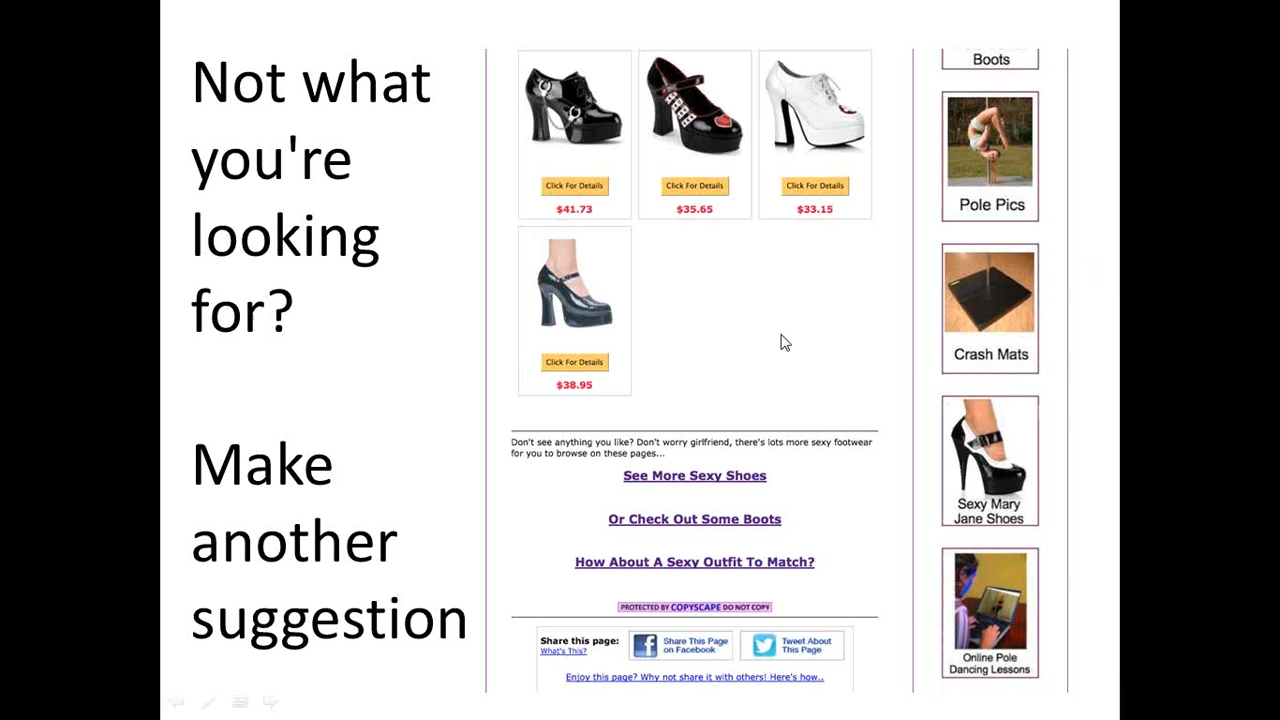 Not what
you're
looking
for?
Make
another
suggestion
Click For Details
Click For Details
Click For Details
$41.73
$35.65
$33.15
Click For Details
$38.95
Don't see anything you like? Don't worry girlfriend, there's lots more sexy footwear
for you to browse on these pages...
See More Sexy Shoes
Or Check Out Some Boots
How About A Sexy Outfit To Match?
PROTECTED BY COPYSCAPE DO NOT COPY
Share this page:
What's This?
Share This Page
on Facebook
Tweet About
This Page
Enjoy this page? Why not share it with others! Here's how..
Boots
Pole Pics
Crash Mats
Sexy Mary
Jane Shoes
Online Pole
Dancing Lessons